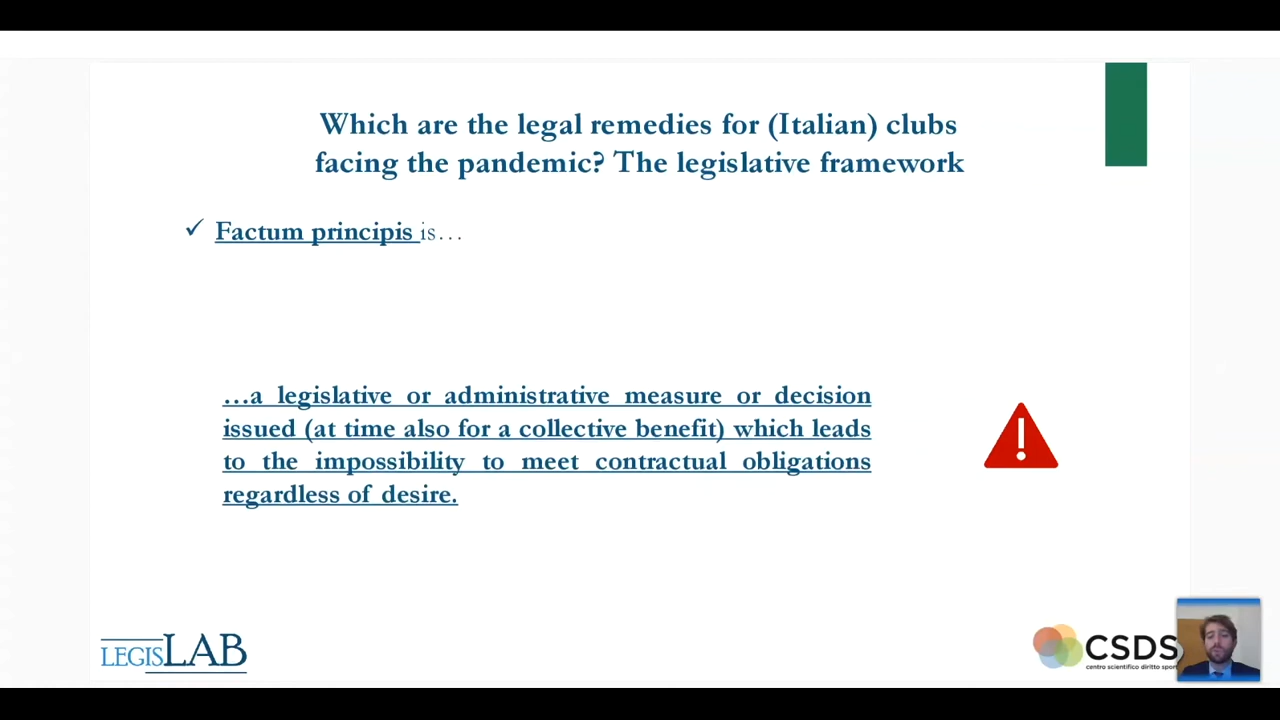 Which are the legal remedies for (Italian) clubs
facing the pandemic? The legislative framework
✓ Factum principis is…
…a legislative or administrative measure or decision
issued (at time also for a collective benefit) which leads
to the impossibility to meet contractual obligations
regardless of desire.
LEGISLAB
CSDS
centro scientifico diritto sport